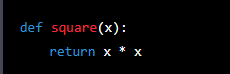 def square(x):
    return x * x